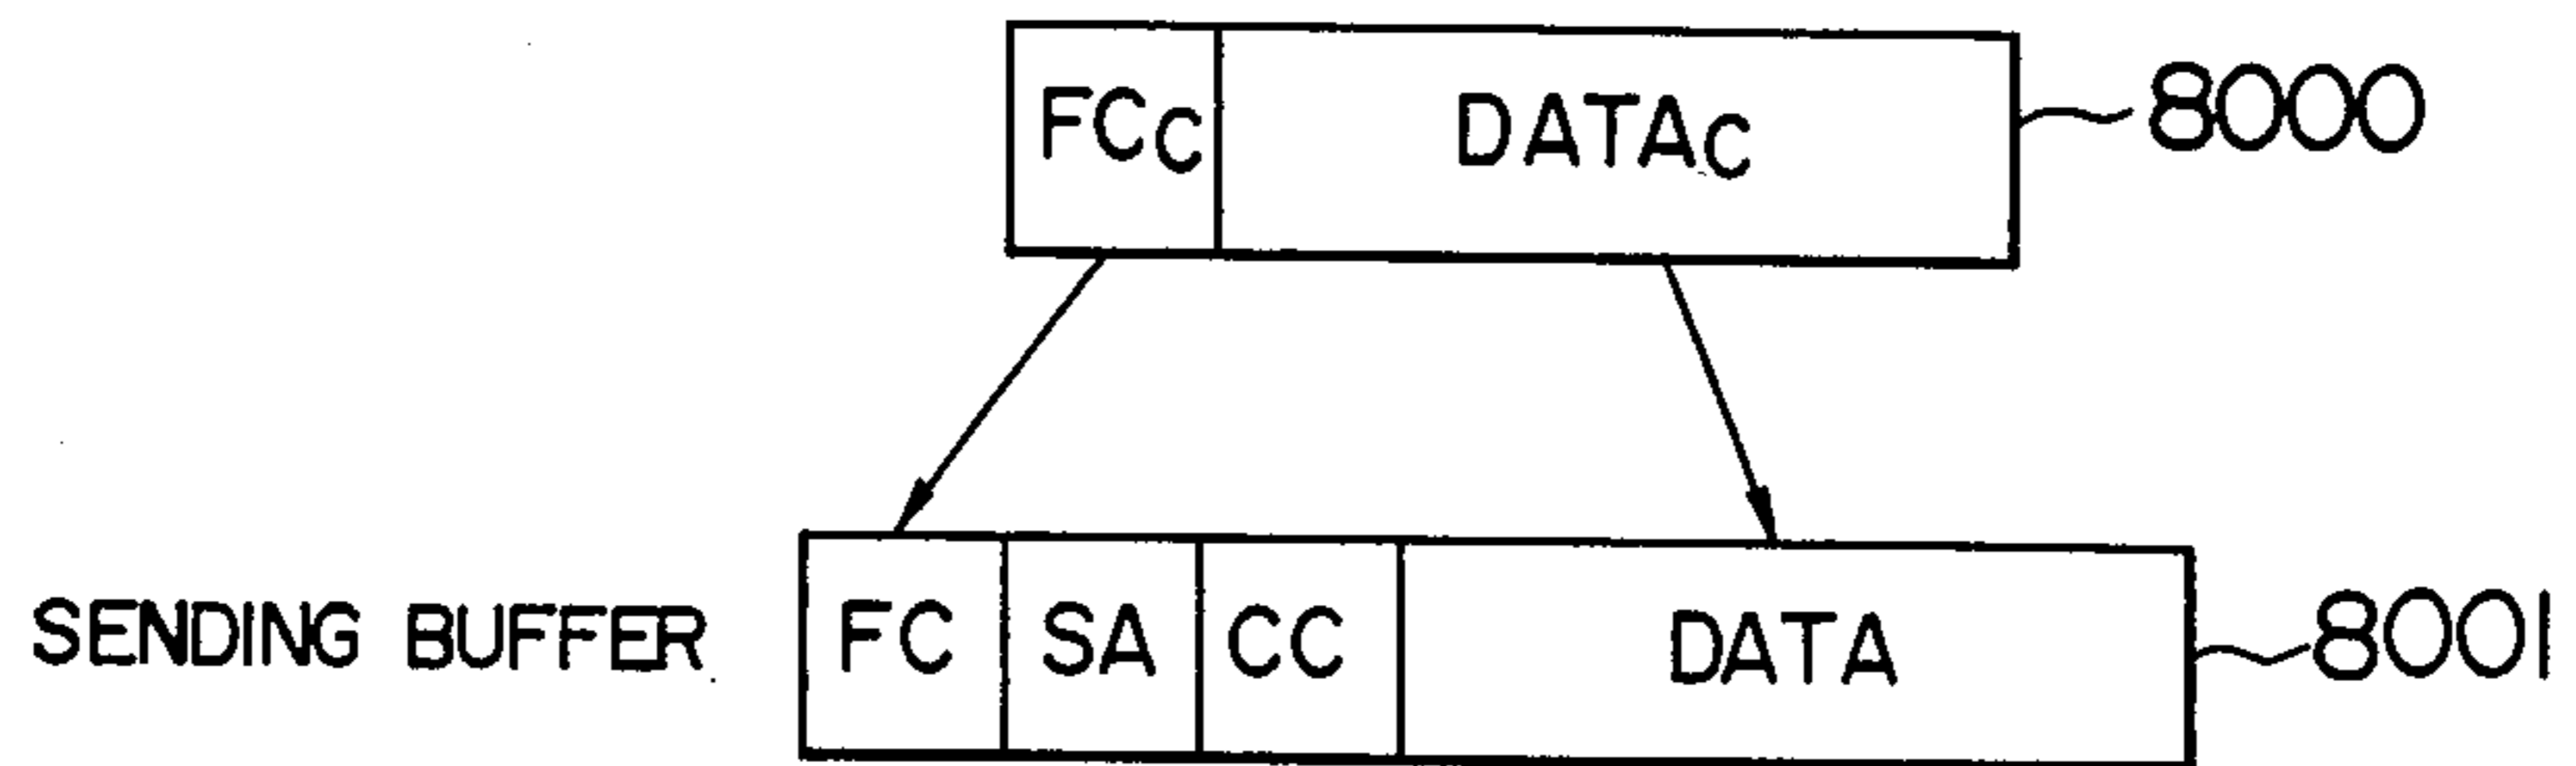 FCC DATAC 8000
SENDING BUFFER FC SA CC DATA 8001